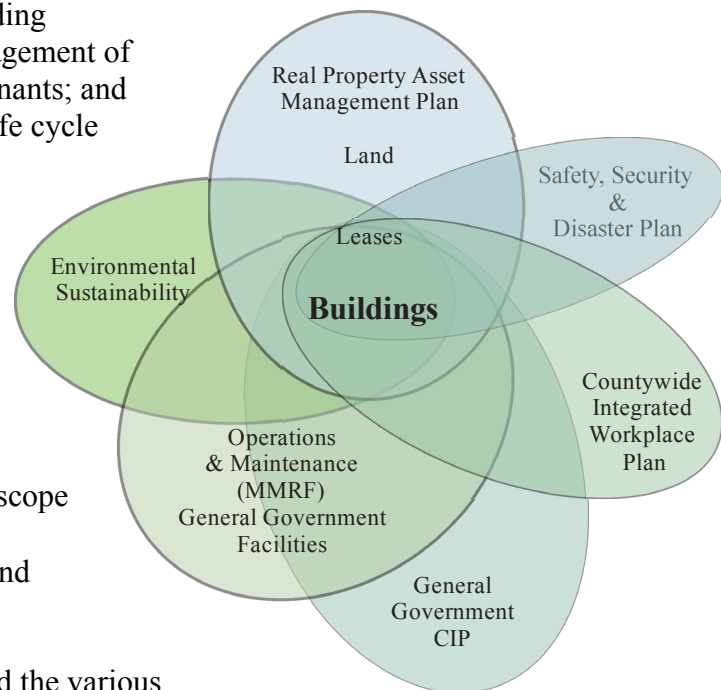 ding
agement of
nants; and
fe cycle
scope
nd
d the various
Real Property Asset
Management Plan
Land
Safety, Security
&
Disaster Plan
Leases
Environmental
Sustainability
Buildings
Countywide
Integrated
Workplace
Plan
Operations
& Maintenance
(MMRF)
General Government
Facilities
General
Government
CIP